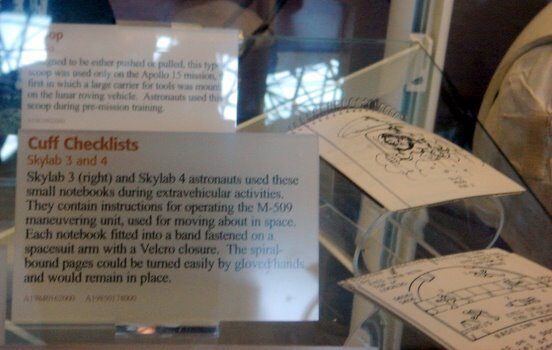 oop
gned to be either pushed or pulled, this type
scoop was used only on the Apollo 15 mission,
first in which a large carrier for tools was moun
on the lunar roving vehicle. Astronauts used this
scoop during pre-mission training.
Cuff Checklists
Skylab 3 and 4
Skylab 3 (right) and Skylab 4 astronauts used these
small notebooks during extravehicular activities.
They contain instructions for operating the M-509
maneuvering unit, used for moving about in space.
Each notebook fitted into a band fastened on a
spacesuit arm with a Velcro closure. The spiral-
bound pages could be turned easily by gloved hands
and would remain in place.